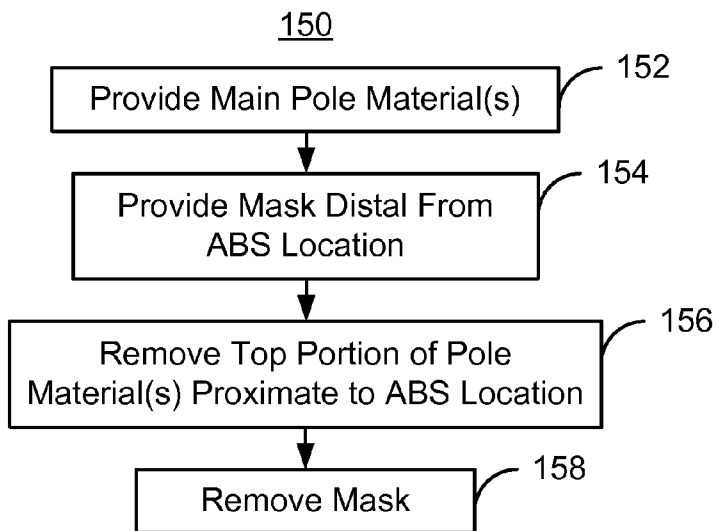 150
152
Provide Main Pole Material(s)
154
Provide Mask Distal From
ABS Location
156
Remove Top Portion of Pole
Material(s) Proximate to ABS Location
158
Remove Mask